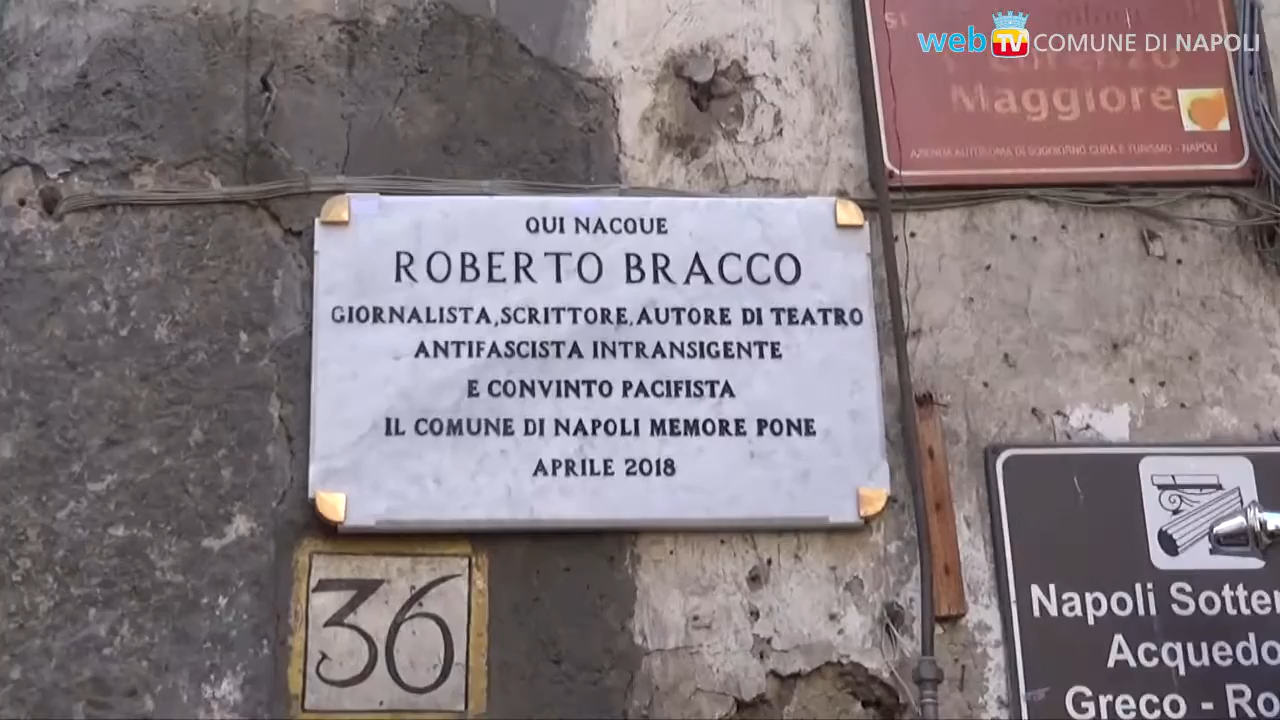 web TV COMUNE DI NAPOLI
Maggiore
AZIENDA AUTONOMA DI SOGGIORNO CURA E TURISMO - NAPOLI
QUI NACQUE
ROBERTO BRACCO
GIORNALISTA, SCRITTORE, AUTORE DI TEATRO
ANTIFASCISTA INTRANSIGENTE
E CONVINTO PACIFISTA
IL COMUNE DI NAPOLI MEMORE PONE
APRILE 2018
36
Napoli Sotter
Acquedo
Greco - Ro